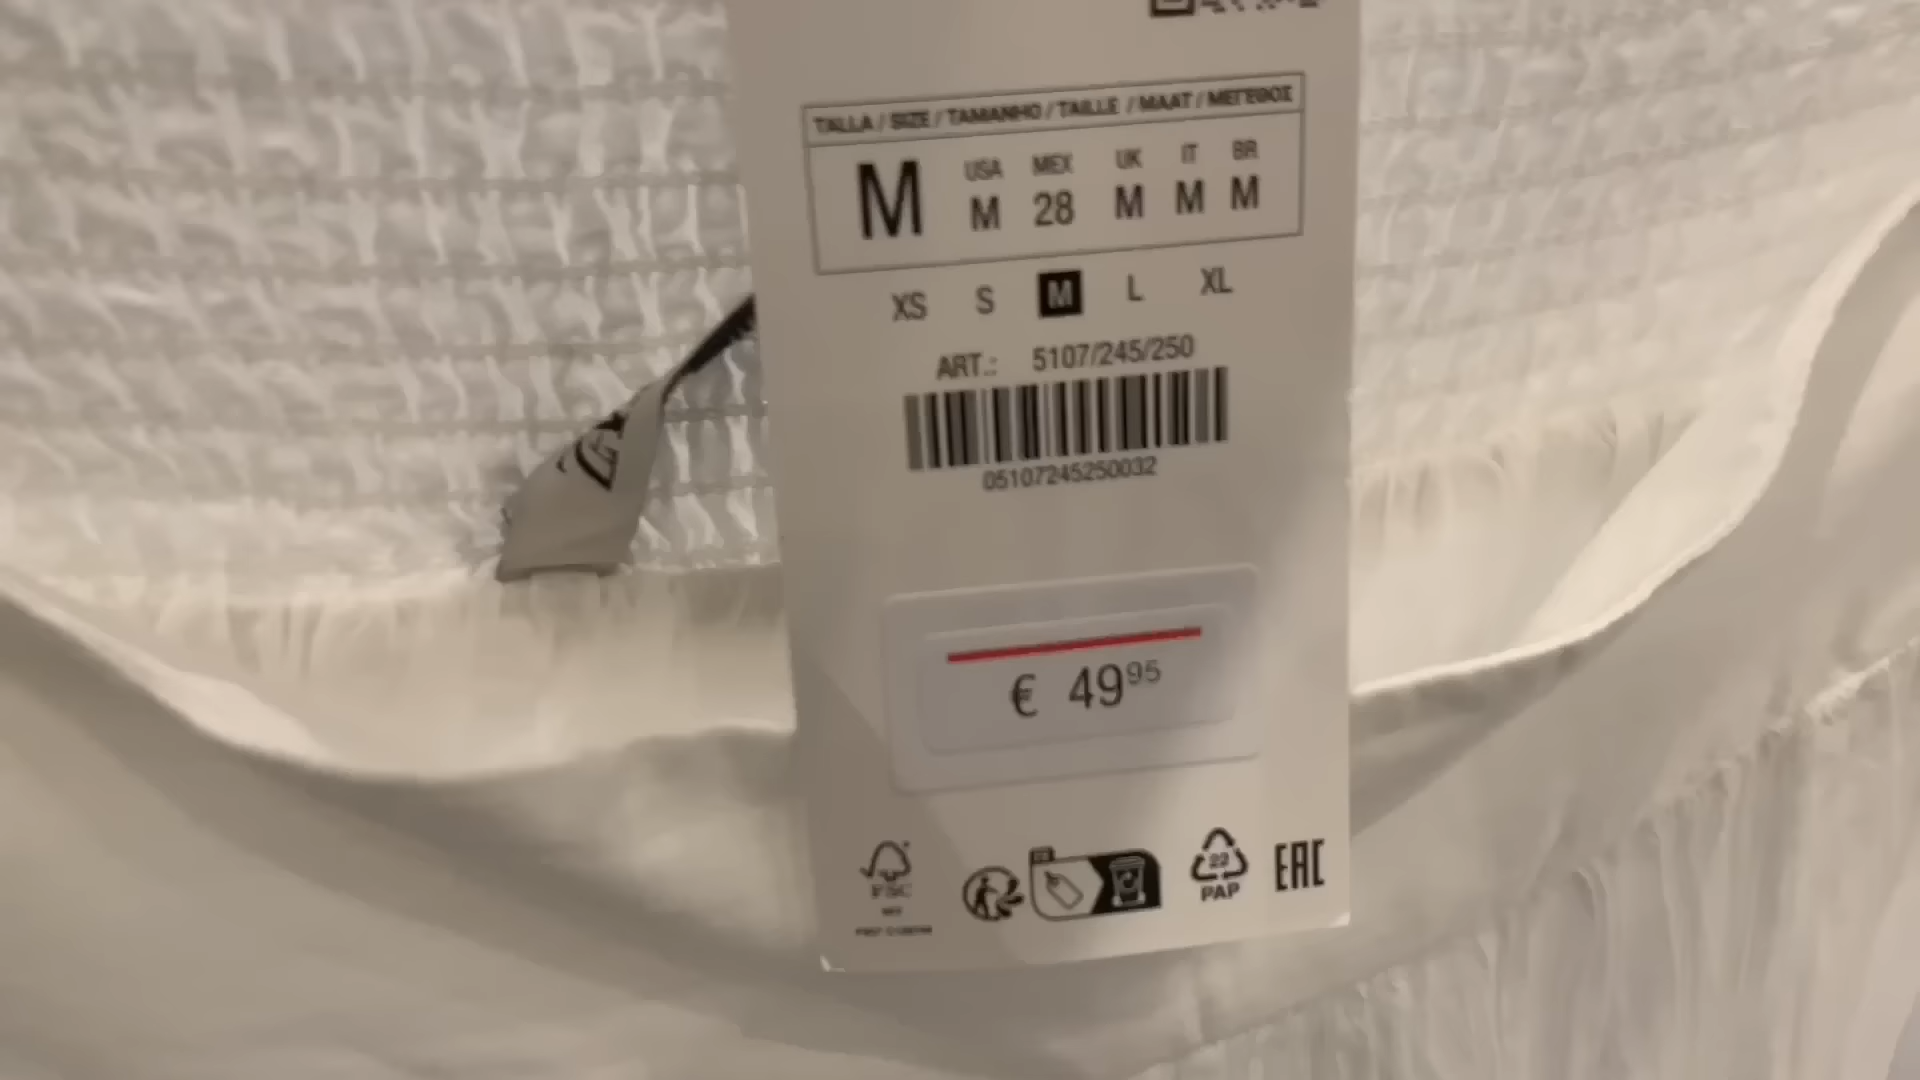 TALLA / SIZE / TAMANHO / TAILLE / MAAT / ΜΕΓΕΘΟΣ
M USA MEX UK IT BR
M 28 M M M
XS S M L XL
ART.: 5107/245/250
05107245250032
€ 49 95
FSC
22
PAP
EAC